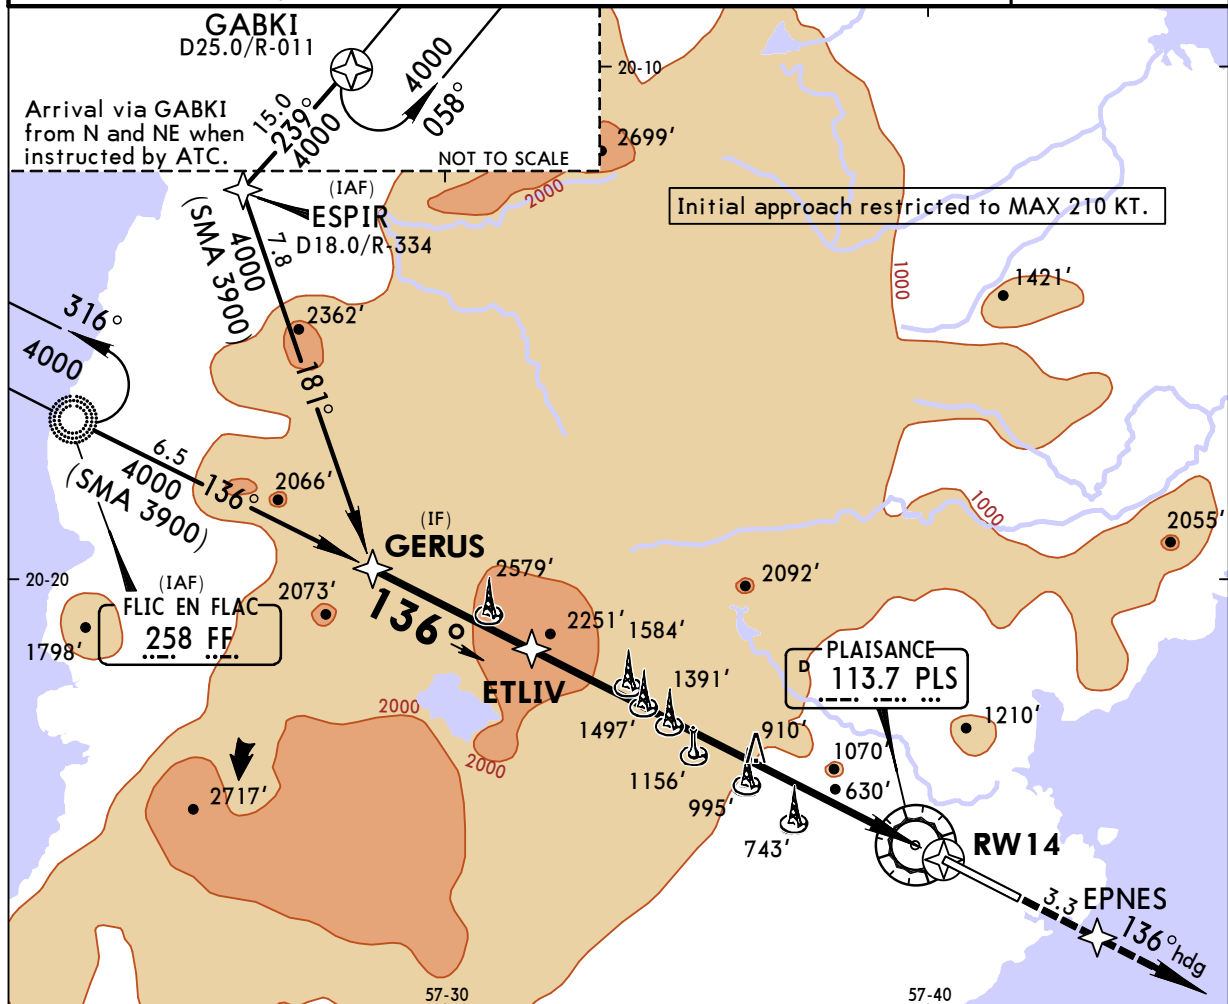 GABKI
D25.0/R-011
4000
058°
20-10
Arrival via GABKI
from N and NE when
instructed by ATC.
15.0
239°
4000
NOT TO SCALE
2699'
2000
(IAF)
ESPIR
D18.0/R-334
Initial approach restricted to MAX 210 KT.
7.8
4000
(SMA 3900)
1000
1421'
316°
4000
2362'
181°
6.5
4000
(SMA 3900)
136°
2066'
1000
2055'
(IF)
GERUS
20-20
2579'
2092'
(IAF)
FLIC EN FLAC
258 FF
1798'
2073'
136°
2251'
1584'
ETLIV
1391'
PLAISANCE
D
113.7 PLS
2000
1497'
910'
1210'
2000
1156'
1070'
2717'
995'
630'
743'
RW14
3.3
EPNES
136° hdg
57-30
57-40